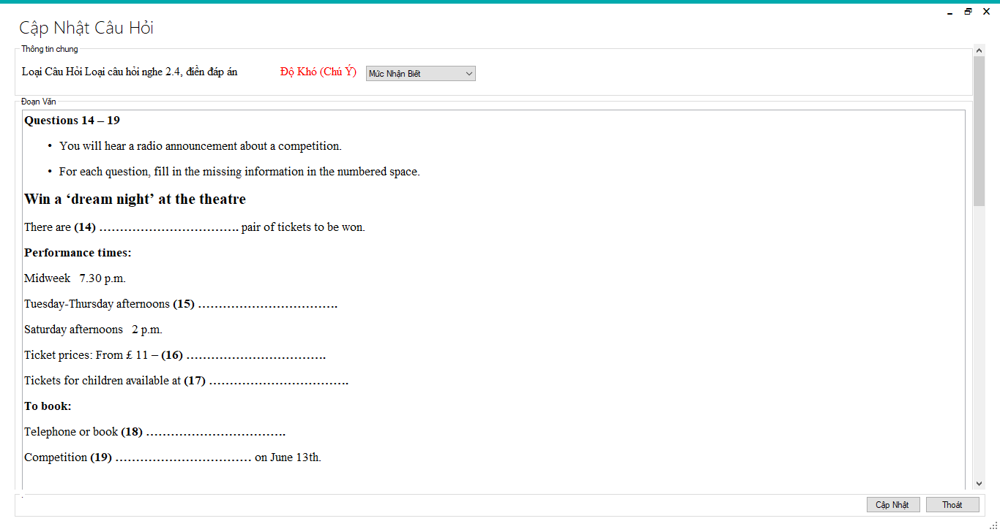 Cập Nhật Câu Hỏi
Thông tin chung
Loại Câu Hỏi Loại câu hỏi nghe 2.4, điền đáp án Độ Khó (Chú Ý) Mức Nhận Biết
Đoạn Văn
Questions 14 – 19
• You will hear a radio announcement about a competition.
• For each question, fill in the missing information in the numbered space.
Win a ‘dream night’ at the theatre
There are (14) ……………………………. pair of tickets to be won.
Performance times:
Midweek 7.30 p.m.
Tuesday-Thursday afternoons (15) …………………………….
Saturday afternoons 2 p.m.
Ticket prices: From £ 11 – (16) …………………………….
Tickets for children available at (17) …………………………….
To book:
Telephone or book (18) …………………………….
Competition (19) …………………………… on June 13th.
Cập Nhật Thoát